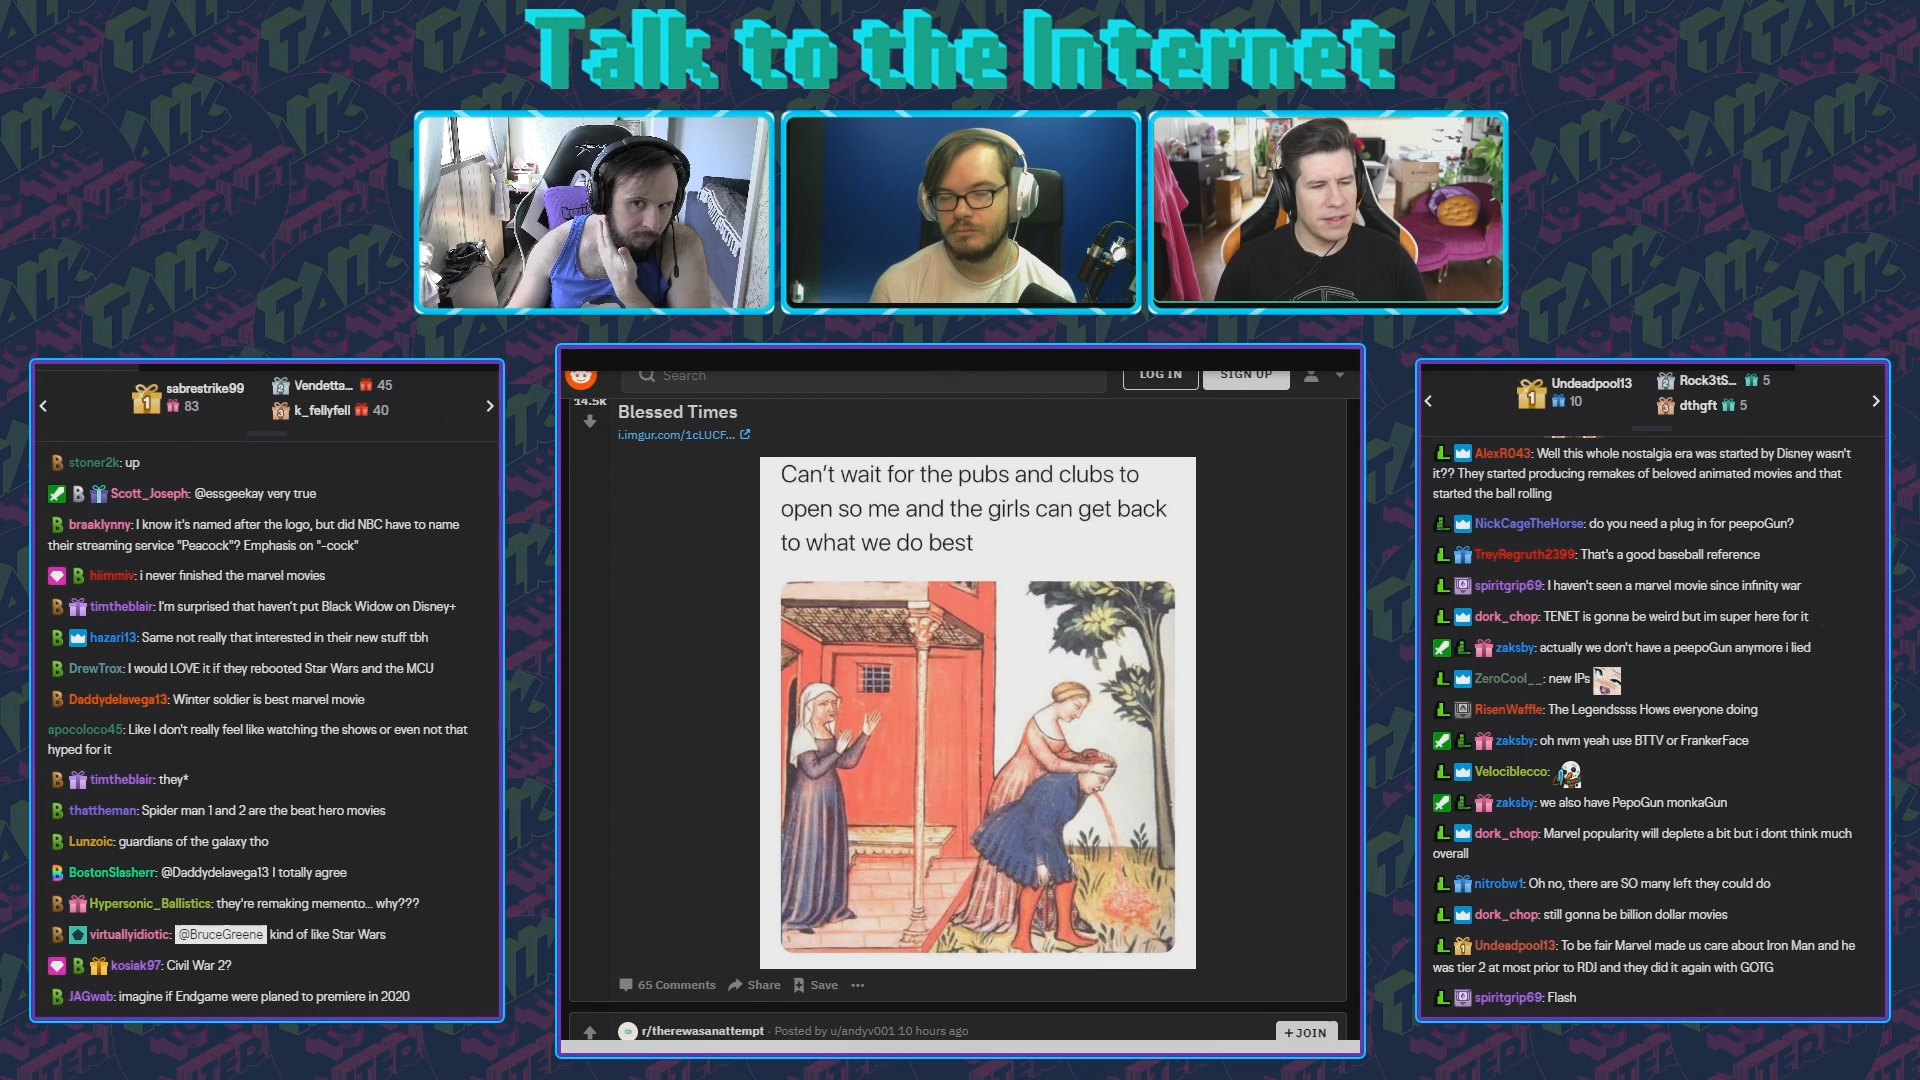 Talk to the Internet
sabrestrike99
83
Vendetta... 45
k_fellyfell 40
stoner2k: up
Scott_Joseph: @essgeekay very true
braaklynny: I know it's named after the logo, but did NBC have to name
their streaming service "Peacock"? Emphasis on "-cock"
hiimmiv: i never finished the marvel movies
timtheblair: I'm surprised that haven't put Black Widow on Disney+
hazari13: Same not really that interested in their new stuff tbh
DrewTrox: I would LOVE it if they rebooted Star Wars and the MCU
Daddydelavega13: Winter soldier is best marvel movie
apocoloco45: Like I don't really feel like watching the shows or even not that
hyped for it
timtheblair: they*
thattheman: Spider man 1 and 2 are the beat hero movies
Lunzoic: guardians of the galaxy tho
BostonSlasherr: @Daddydelavega13 I totally agree
Hypersonic_Ballistics: they're remaking memento... why???
virtuallyidiotic: @BruceGreene kind of like Star Wars
kosiak97: Civil War 2?
JAGwab: imagine if Endgame were planed to premiere in 2020
Search
LOG IN
SIGN UP
14.5k
Blessed Times
i.imgur.com/1cLUCF...
Can't wait for the pubs and clubs to
open so me and the girls can get back
to what we do best
65 Comments
Share
Save
r/therewasanattempt · Posted by u/andyv001 10 hours ago
+JOIN
Undeadpool13
10
Rock3tS... 5
dthgft 5
AlexR043: Well this whole nostalgia era was started by Disney wasn't
it?? They started producing remakes of beloved animated movies and that
started the ball rolling
NickCageTheHorse: do you need a plug in for peepoGun?
TreyRegruth2399: That's a good baseball reference
spiritgrip69: I haven't seen a marvel movie since infinity war
dork_chop: TENET is gonna be weird but im super here for it
zaksby: actually we don't have a peepoGun anymore i lied
ZeroCool__: new IPs
RisenWaffle: The Legendssss Hows everyone doing
zaksby: oh nvm yeah use BTTV or FrankerFace
Velociblecco:
zaksby: we also have PepoGun monkaGun
dork_chop: Marvel popularity will deplete a bit but i dont think much
overall
nitrobw1: Oh no, there are SO many left they could do
dork_chop: still gonna be billion dollar movies
Undeadpool13: To be fair Marvel made us care about Iron Man and he
was tier 2 at most prior to RDJ and they did it again with GOTG
spiritgrip69: Flash